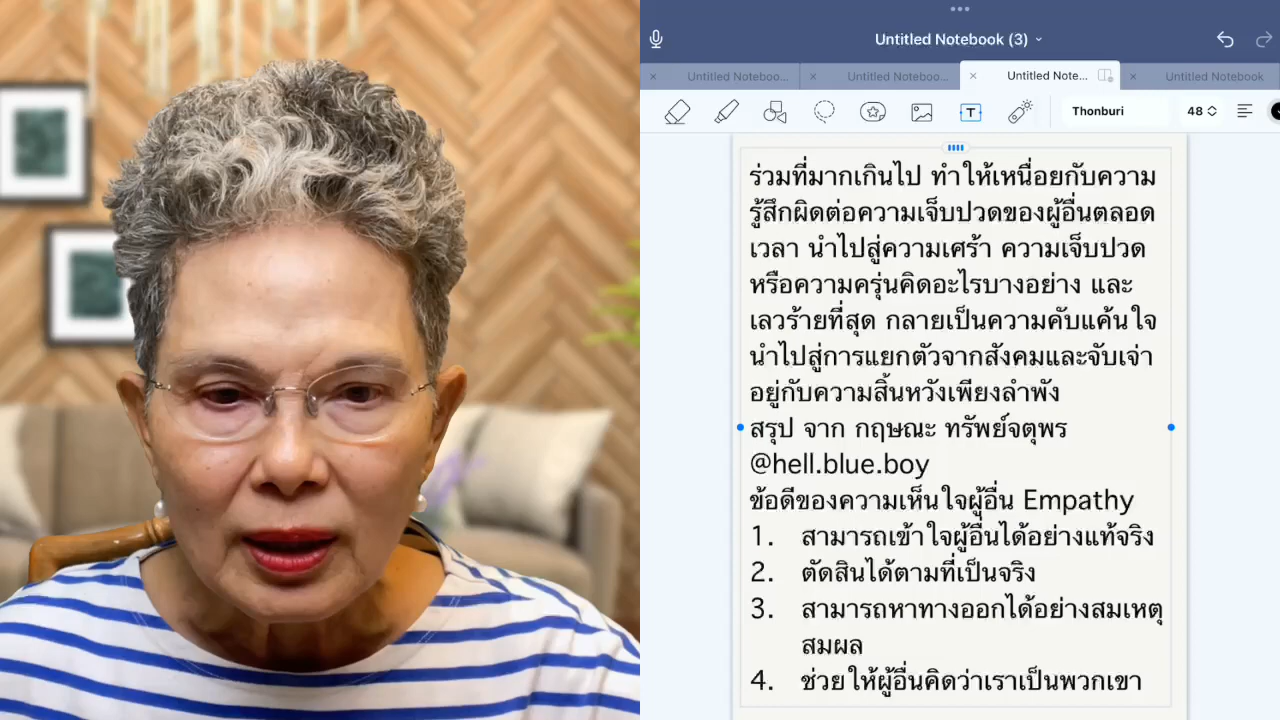 Untitled Notebook (3)
Untitled Noteboo...
Untitled Noteboo...
Untitled Note...
Untitled Notebook
Thonburi
48
ร่วมที่มากเกินไป ทำให้เหนื่อยกับความ
รู้สึกผิดต่อความเจ็บปวดของผู้อื่นตลอด
เวลา นำไปสู่ความเศร้า ความเจ็บปวด
หรือความครุ่นคิดอะไรบางอย่าง และ
เลวร้ายที่สุด กลายเป็นความคับแค้นใจ
นำไปสู่การแยกตัวจากสังคมและจับเจ่า
อยู่กับความสิ้นหวังเพียงลำพัง
สรุป จาก กฤษณะ ทรัพย์จตุพร
@hell.blue.boy
ข้อดีของความเห็นใจผู้อื่น Empathy
1. สามารถเข้าใจผู้อื่นได้อย่างแท้จริง
2. ตัดสินได้ตามที่เป็นจริง
3. สามารถหาทางออกได้อย่างสมเหตุ
สมผล
4. ช่วยให้ผู้อื่นคิดว่าเราเป็นพวกเขา